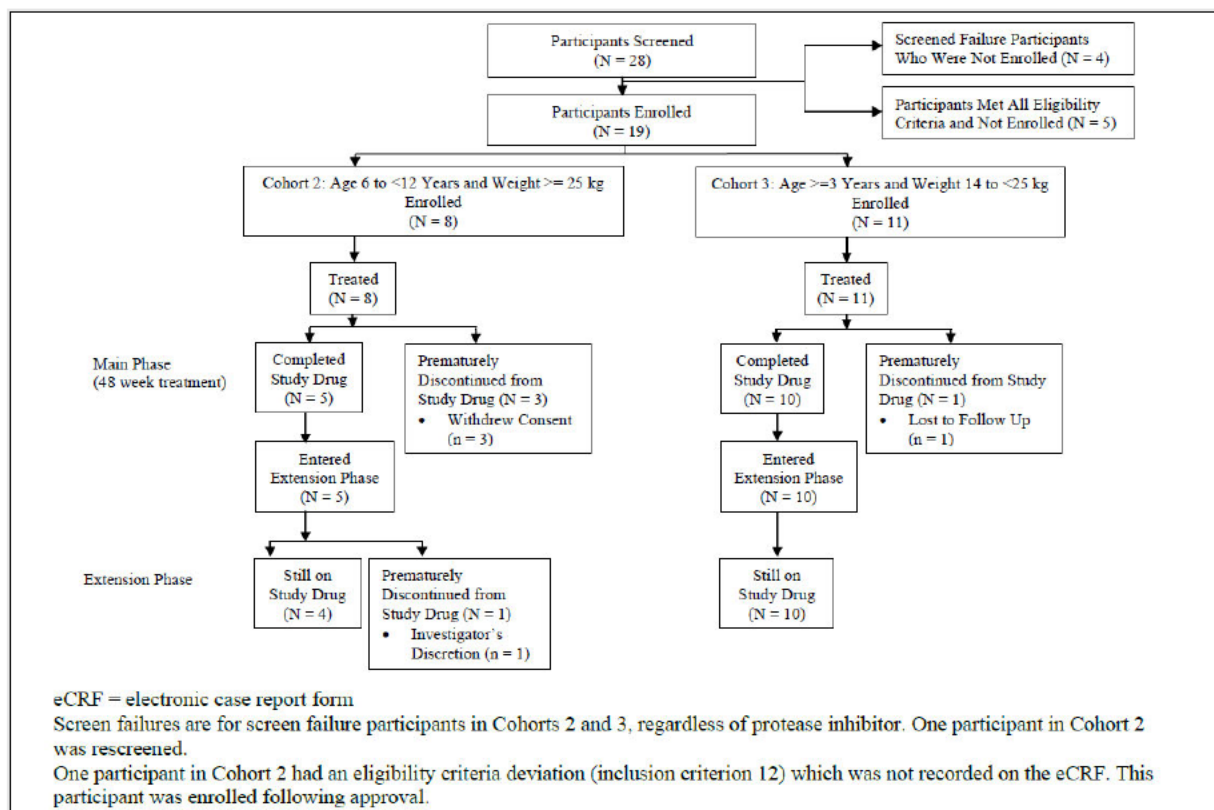 Participants Screened
(N = 28)
Screened Failure Participants
Who Were Not Enrolled (N = 4)
Participants Enrolled
(N = 19)
Participants Met All Eligibility
Criteria and Not Enrolled (N = 5)
Cohort 2: Age 6 to <12 Years and Weight >= 25 kg
Enrolled
(N = 8)
Cohort 3: Age >=3 Years and Weight 14 to <25 kg
Enrolled
(N = 11)
Treated
(N = 8)
Treated
(N = 11)
Main Phase
(48 week treatment)
Completed
Study Drug
(N = 5)
Prematurely
Discontinued from
Study Drug (N = 3)
• Withdrew Consent
(n = 3)
Completed
Study Drug
(N = 10)
Prematurely
Discontinued from Study
Drug (N = 1)
• Lost to Follow Up
(n = 1)
Entered
Extension Phase
(N = 5)
Entered
Extension Phase
(N = 10)
Extension Phase
Still on
Study Drug
(N = 4)
Prematurely
Discontinued from
Study Drug (N = 1)
• Investigator's
Discretion (n = 1)
Still on
Study Drug
(N = 10)
eCRF = electronic case report form
Screen failures are for screen failure participants in Cohorts 2 and 3, regardless of protease inhibitor. One participant in Cohort 2
was rescreened.
One participant in Cohort 2 had an eligibility criteria deviation (inclusion criterion 12) which was not recorded on the eCRF. This
participant was enrolled following approval.